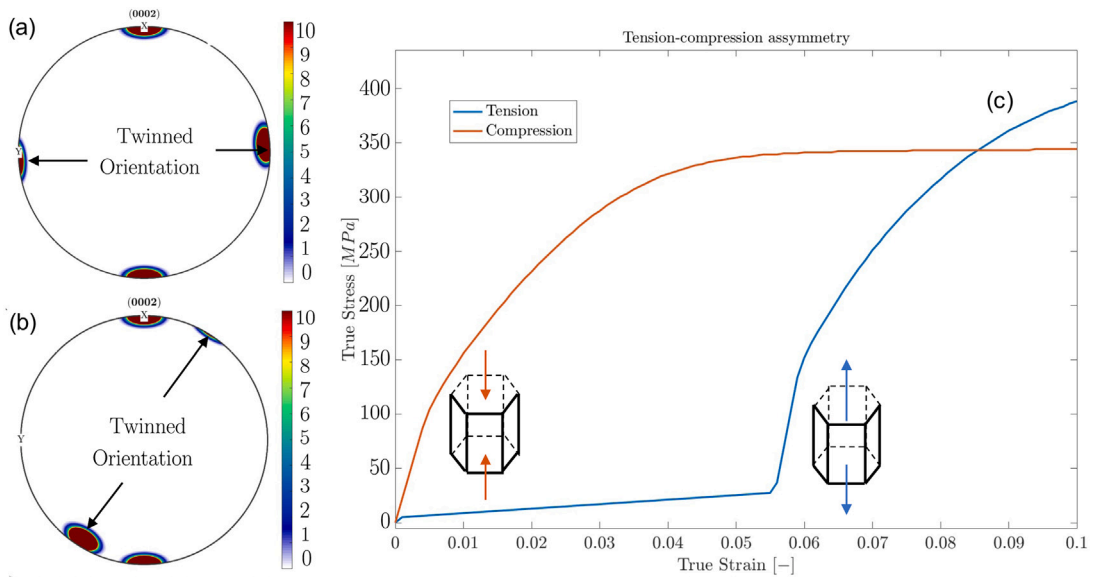 (a)
(0002)
X
Y
Twinned
Orientation
10
9
8
7
6
5
4
3
2
1
0
(b)
(0002)
X
Y
Twinned
Orientation
10
9
8
7
6
5
4
3
2
1
0
Tension-compression assymmetry
(c)
Tension
Compression
True Stress [MPa]
400
350
300
250
200
150
100
50
0
0
0.01
0.02
0.03
0.04
0.05
0.06
0.07
0.08
0.09
0.1
True Strain [−]